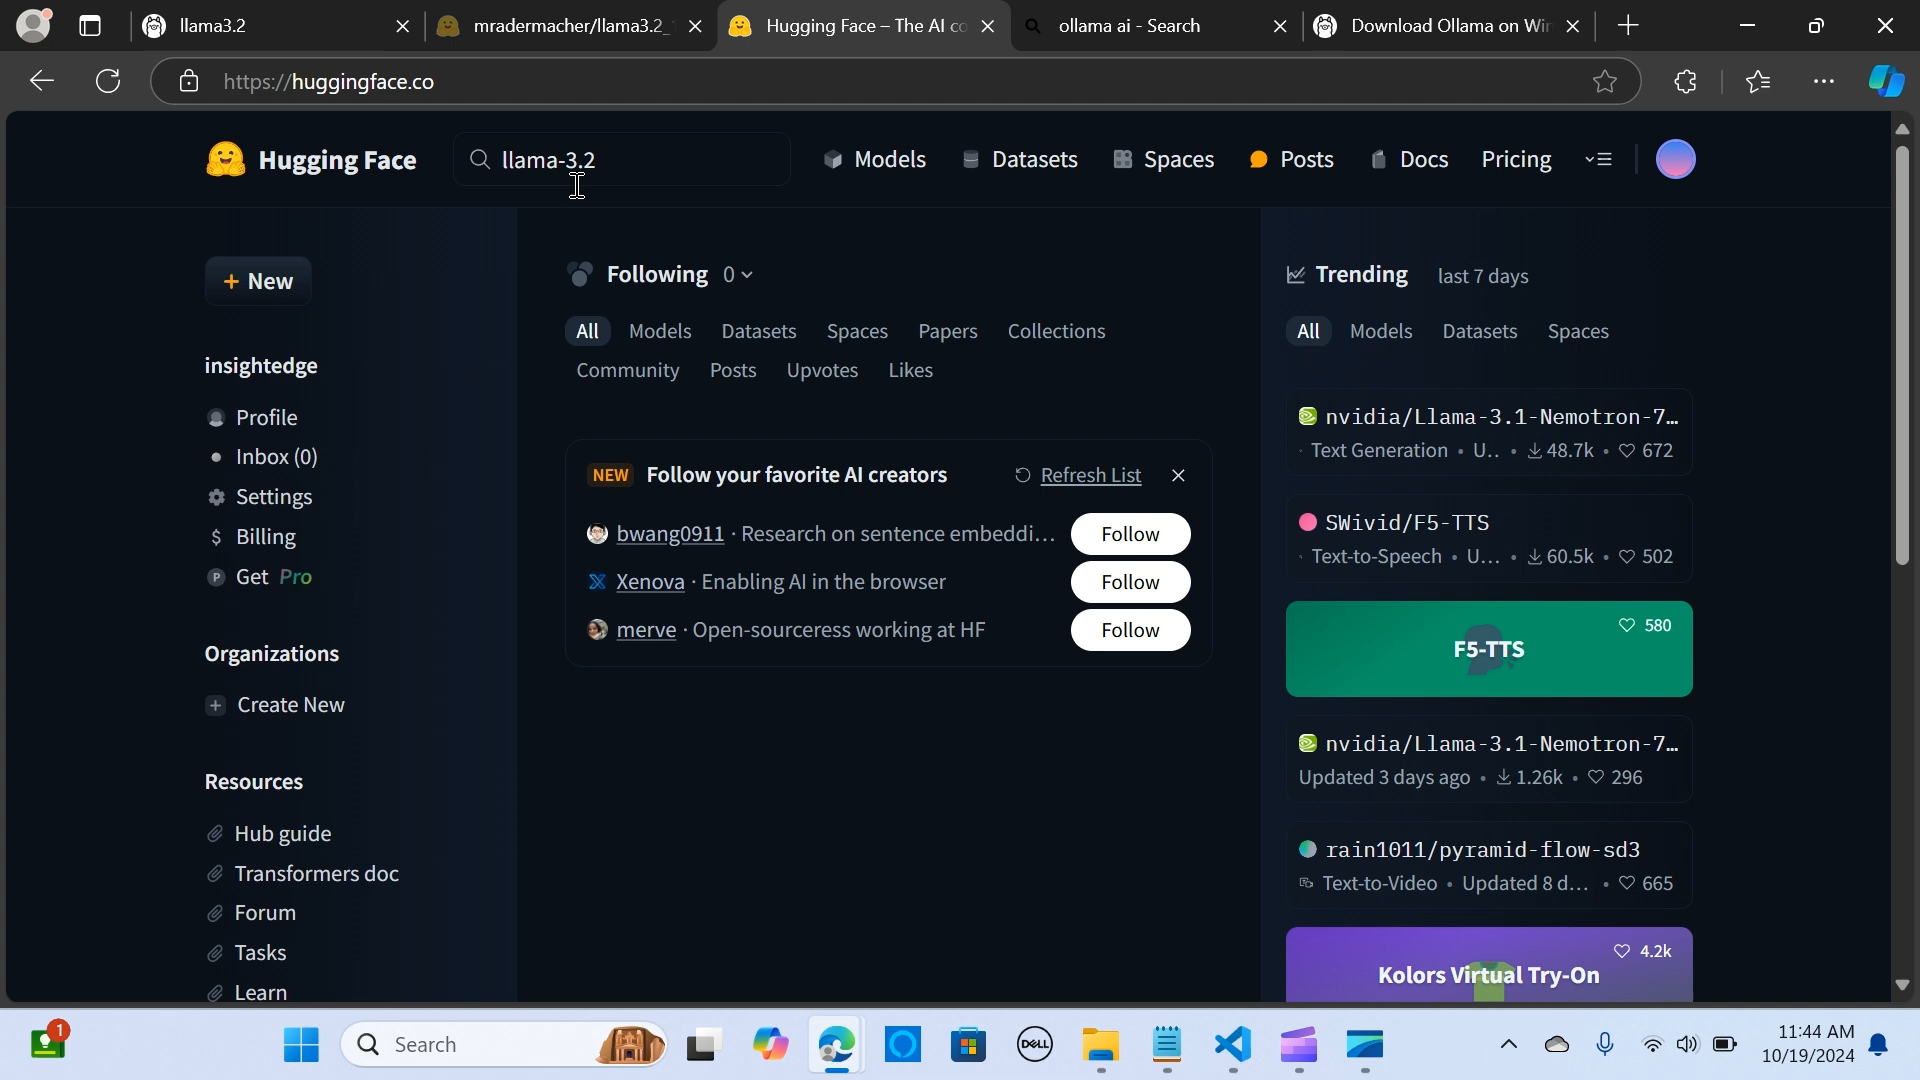 llama3.2
mradermacher/llama3.2_
Hugging Face – The AI co
ollama ai - Search
Download Ollama on Win
https://huggingface.co
Hugging Face
llama-3.2
Models
Datasets
Spaces
Posts
Docs
Pricing
+ New
insightedge
Profile
Inbox (0)
Settings
$ Billing
P Get Pro
Organizations
+ Create New
Resources
Hub guide
Transformers doc
Forum
Tasks
Learn
Following 0
All Models Datasets Spaces Papers Collections
Community Posts Upvotes Likes
NEW Follow your favorite AI creators Refresh List
bwang0911 · Research on sentence embeddi... Follow
Xenova · Enabling AI in the browser Follow
merve · Open-sourceress working at HF Follow
Trending last 7 days
All Models Datasets Spaces
nvidia/Llama-3.1-Nemotron-7…
Text Generation • U.. • 48.7k • 672
SWivid/F5-TTS
Text-to-Speech • U... • 60.5k • 502
580
F5-TTS
nvidia/Llama-3.1-Nemotron-7…
Updated 3 days ago • 1.26k • 296
rain1011/pyramid-flow-sd3
Text-to-Video • Updated 8 d... • 665
4.2k
Kolors Virtual Try-On
1
Search
DELL
11:44 AM
10/19/2024